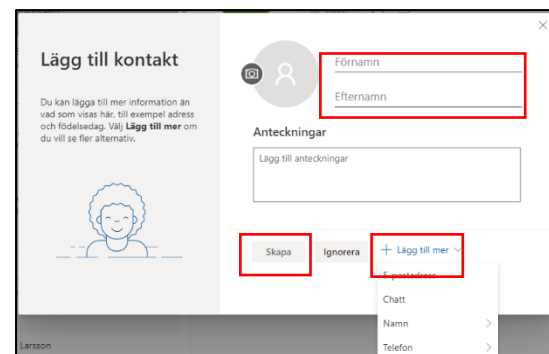 Lägg till kontakt
Du kan lägga till mer information än
vad som visas här, till exempel adress
och födelsedag. Välj Lägg till mer om
du vill se fler alternativ.
Förnamn
Efternamn
Anteckningar
Lägg till anteckningar
Skapa
Ignorera
+ Lägg till mer
E-postadress
Chatt
Namn
Telefon
Larsson